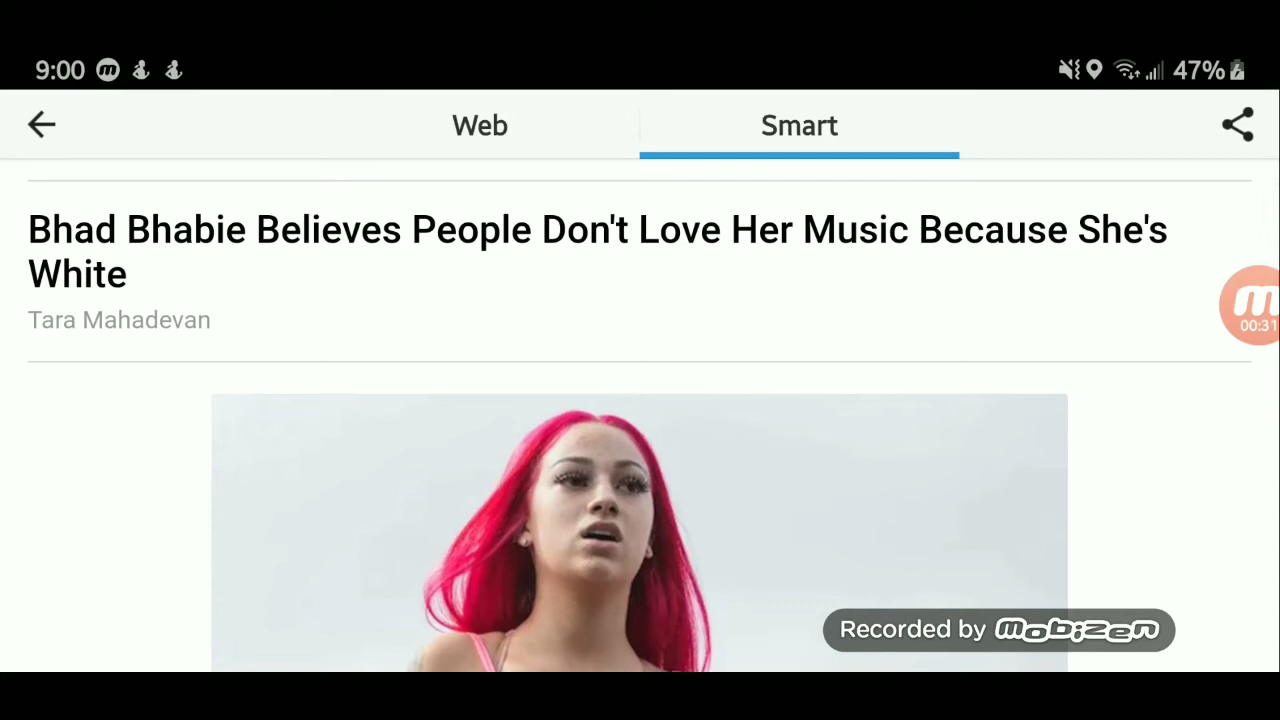 9:00
47%
Web
Smart
Bhad Bhabie Believes People Don't Love Her Music Because She's
White
Tara Mahadevan
m
00:31
Recorded by mobizen